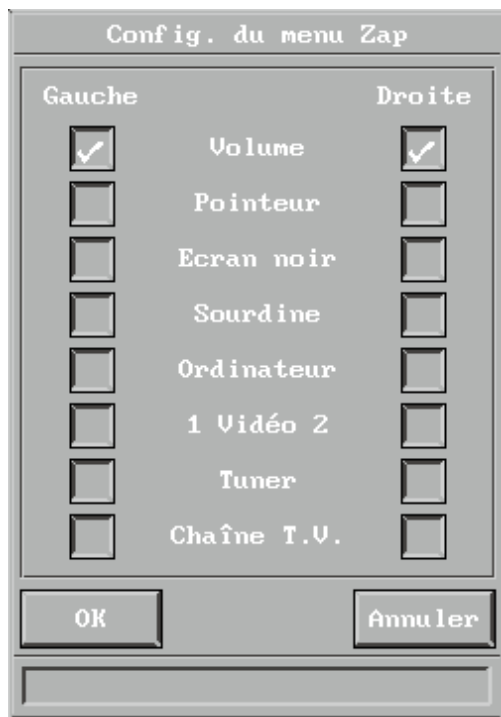 Config. du menu Zap
Gauche Droite
Volume
Pointeur
Ecran noir
Sourdine
Ordinateur
1 Vidéo 2
Tuner
Chaîne T.V.
OK Annuler